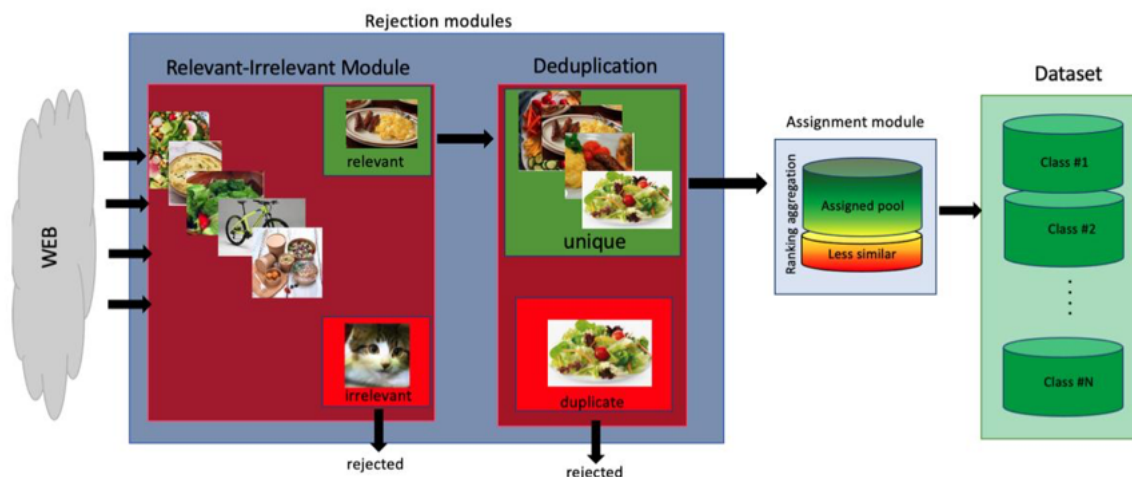 Rejection modules
Relevant-Irrelevant Module
Deduplication
Dataset
WEB
relevant
irrelevant
rejected
unique
duplicate
rejected
Assignment module
Ranking aggregation
Assigned pool
Less similar
Class #1
Class #2
Class #N